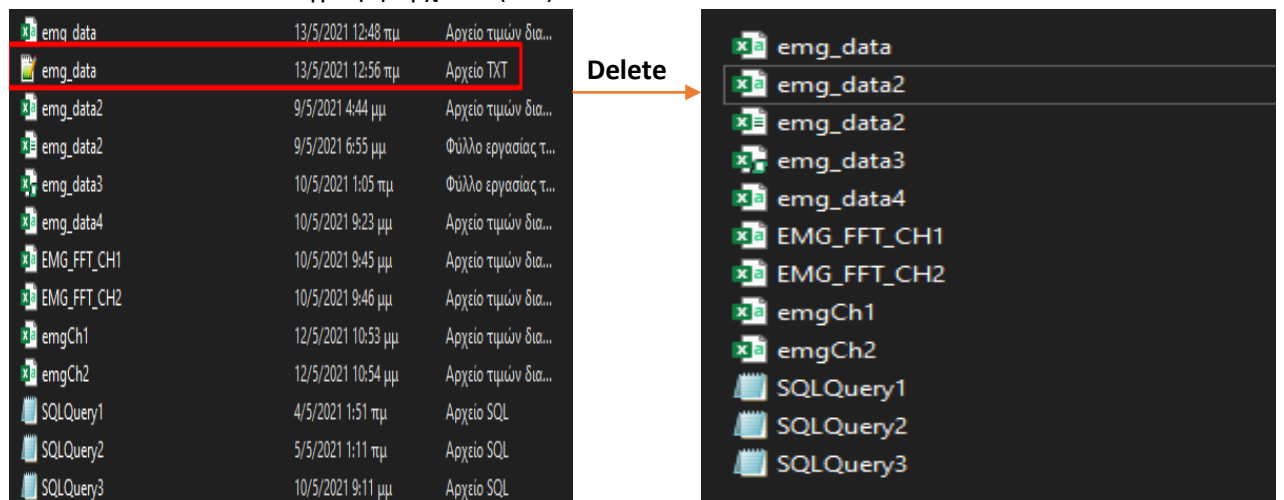 emg_data 13/5/2021 12:48 πμ Αρχείο τιμών δια...
emg_data 13/5/2021 12:56 πμ Αρχείο TXT
emg_data2 9/5/2021 4:44 μμ Αρχείο τιμών δια...
emg_data2 9/5/2021 6:55 μμ Φύλλο εργασίας τ...
emg_data3 10/5/2021 1:05 πμ Φύλλο εργασίας τ...
emg_data4 10/5/2021 9:23 μμ Αρχείο τιμών δια...
EMG_FFT_CH1 10/5/2021 9:45 μμ Αρχείο τιμών δια...
EMG_FFT_CH2 10/5/2021 9:46 μμ Αρχείο τιμών δια...
emgCh1 12/5/2021 10:53 μμ Αρχείο τιμών δια...
emgCh2 12/5/2021 10:54 μμ Αρχείο τιμών δια...
SQLQuery1 4/5/2021 1:51 πμ Αρχείο SQL
SQLQuery2 5/5/2021 1:11 πμ Αρχείο SQL
SQLQuery3 10/5/2021 9:11 μμ Αρχείο SQL
Delete
emg_data
emg_data2
emg_data2
emg_data3
emg_data4
EMG_FFT_CH1
EMG_FFT_CH2
emgCh1
emgCh2
SQLQuery1
SQLQuery2
SQLQuery3